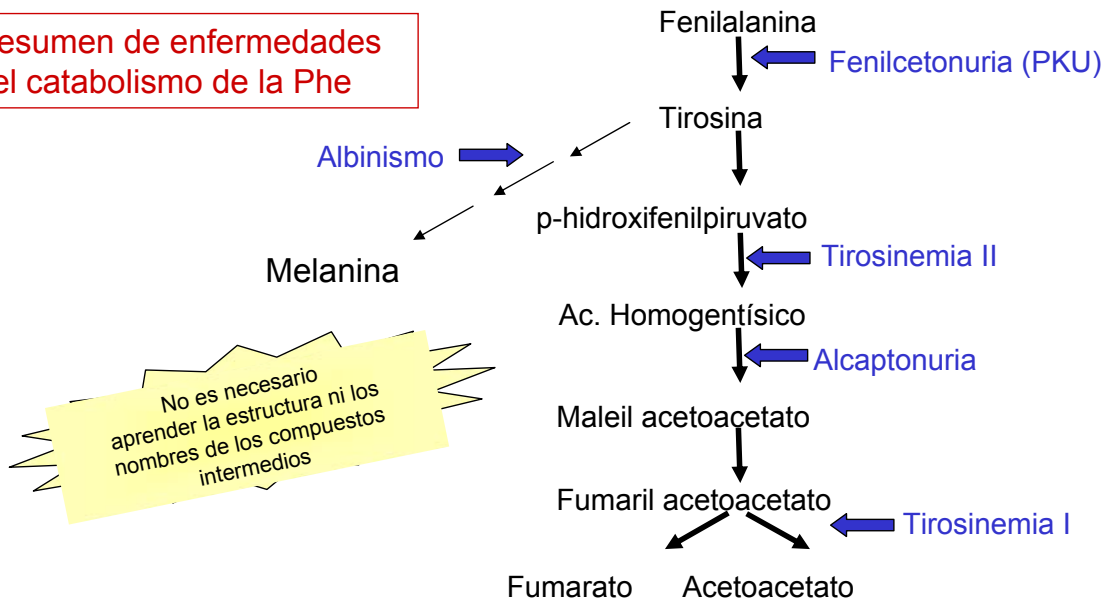 esumen de enfermedades
el catabolismo de la Phe
Fenilalanina
Fenilcetonuria (PKU)
Tirosina
Albinismo
p-hidroxifenilpiruvato
Tirosinemia II
Melanina
Ac. Homogentísico
Alcaptonuria
No es necesario
aprender la estructura ni los
nombres de los compuestos
intermedios
Maleil acetoacetato
Fumaril acetoacetato
Tirosinemia I
Fumarato
Acetoacetato